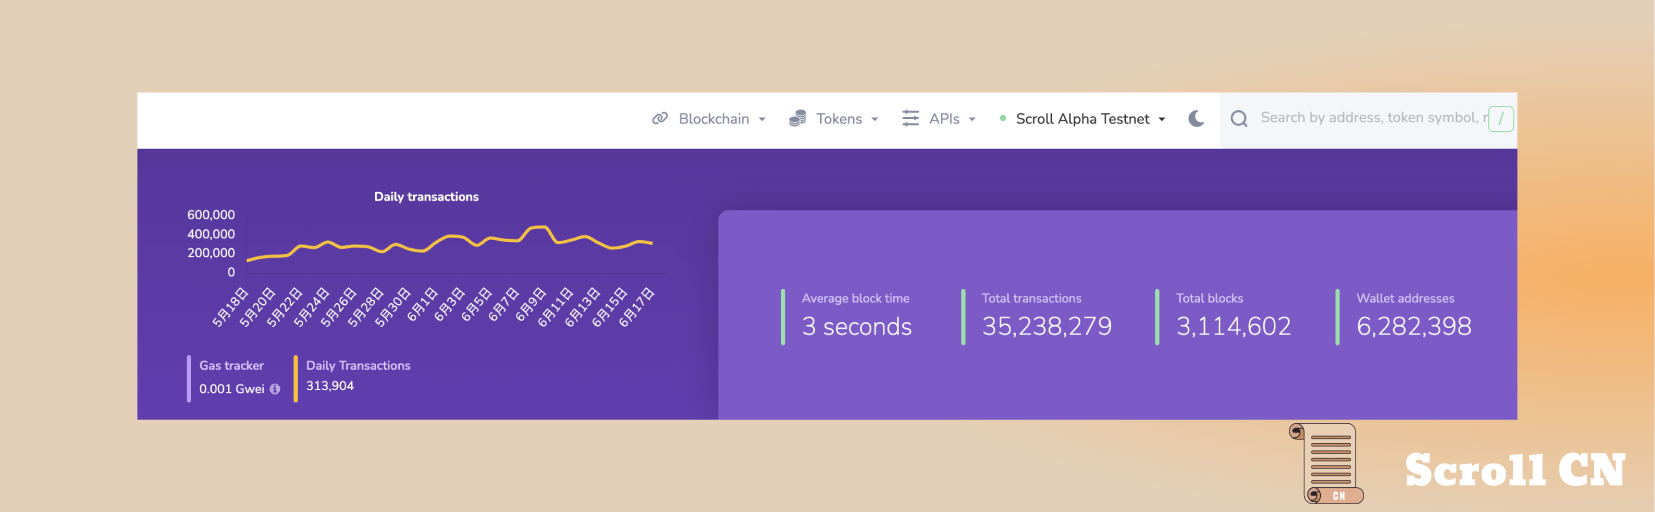 Blockchain
Tokens
APIs
Scroll Alpha Testnet
Search by address, token symbol,
/
Daily transactions
600,000
400,000
200,000
0
5月18日
5月20日
5月22日
5月24日
5月26日
5月28日
5月30日
6月1日
6月3日
6月5日
6月7日
6月9日
6月11日
6月13日
6月15日
6月17日
Gas tracker
0.001 Gwei
Daily Transactions
313,904
Average block time
3 seconds
Total transactions
35,238,279
Total blocks
3,114,602
Wallet addresses
6,282,398
CN
Scroll CN